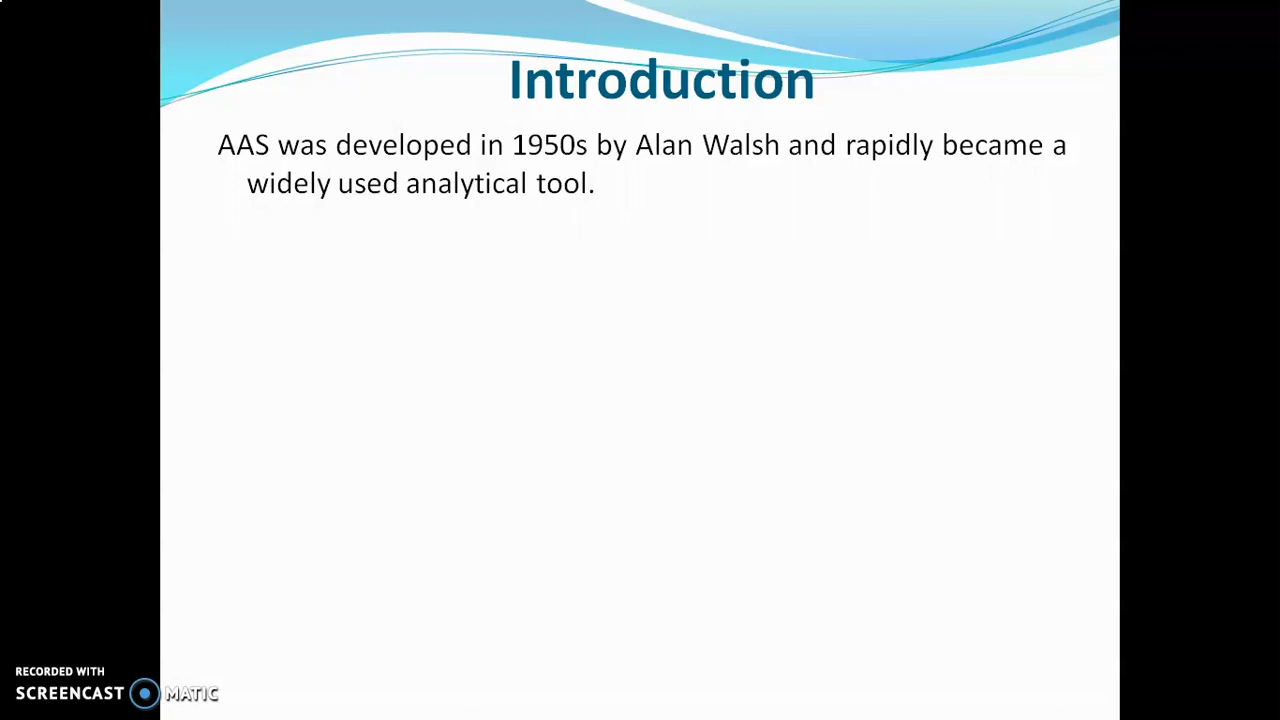 Introduction
AAS was developed in 1950s by Alan Walsh and rapidly became a
widely used analytical tool.
RECORDED WITH
SCREENCAST MATIC